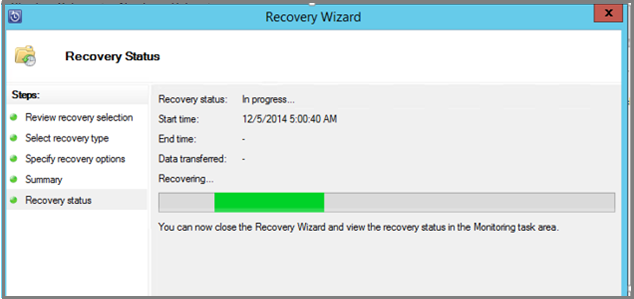 Recovery Wizard
x
Recovery Status
Steps:
Review recovery selection
Select recovery type
Specify recovery options
Summary
Recovery status
Recovery status: In progress...
Start time: 12/5/2014 5:00:40 AM
End time: -
Data transferred: -
Recovering...
You can now close the Recovery Wizard and view the recovery status in the Monitoring task area.